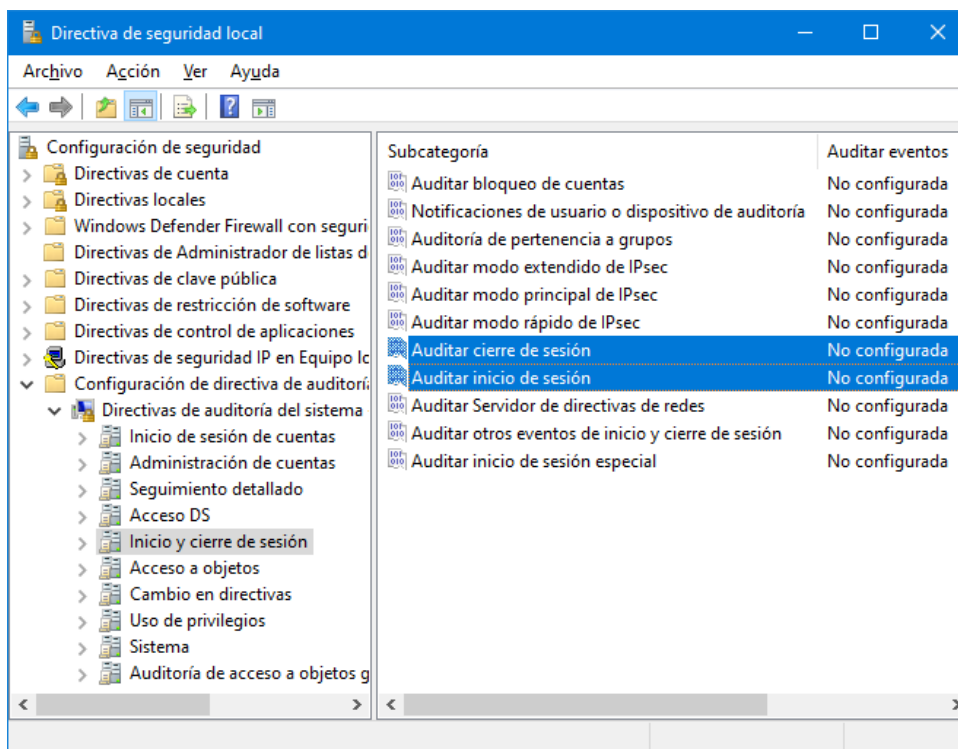 Directiva de seguridad local
Archivo Acción Ver Ayuda
Configuración de seguridad
Directivas de cuenta
Directivas locales
Windows Defender Firewall con seguri
Directivas de Administrador de listas d
Directivas de clave pública
Directivas de restricción de software
Directivas de control de aplicaciones
Directivas de seguridad IP en Equipo lc
Configuración de directiva de auditoría
Directivas de auditoría del sistema
Inicio de sesión de cuentas
Administración de cuentas
Seguimiento detallado
Acceso DS
Inicio y cierre de sesión
Acceso a objetos
Cambio en directivas
Uso de privilegios
Sistema
Auditoría de acceso a objetos g
Subcategoría Auditar eventos
Auditar bloqueo de cuentas No configurada
Notificaciones de usuario o dispositivo de auditoría No configurada
Auditoría de pertenencia a grupos No configurada
Auditar modo extendido de IPsec No configurada
Auditar modo principal de IPsec No configurada
Auditar modo rápido de IPsec No configurada
Auditar cierre de sesión No configurada
Auditar inicio de sesión No configurada
Auditar Servidor de directivas de redes No configurada
Auditar otros eventos de inicio y cierre de sesión No configurada
Auditar inicio de sesión especial No configurada